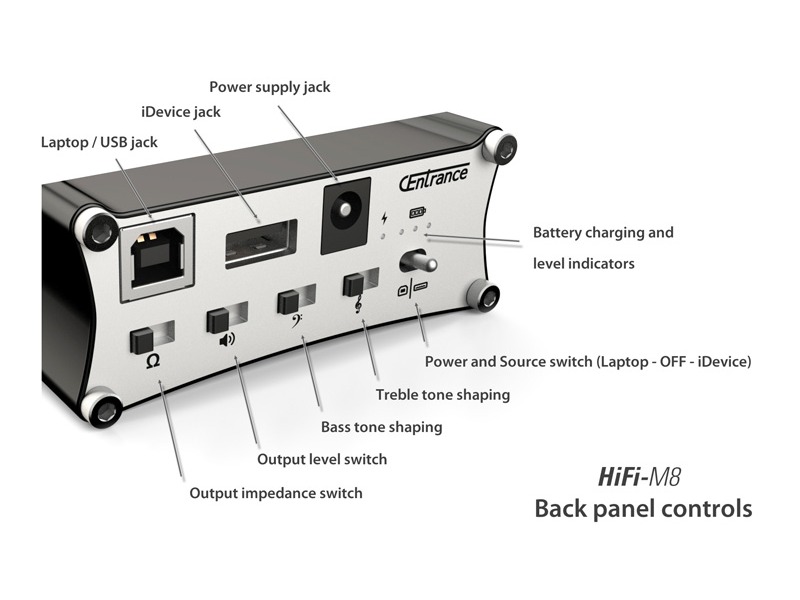 Power supply jack
iDevice jack
Laptop / USB jack
CEntrance
Battery charging and
level indicators
Ω
Power and Source switch (Laptop - OFF - iDevice)
Treble tone shaping
Bass tone shaping
Output level switch
Output impedance switch
HiFi-M8
Back panel controls